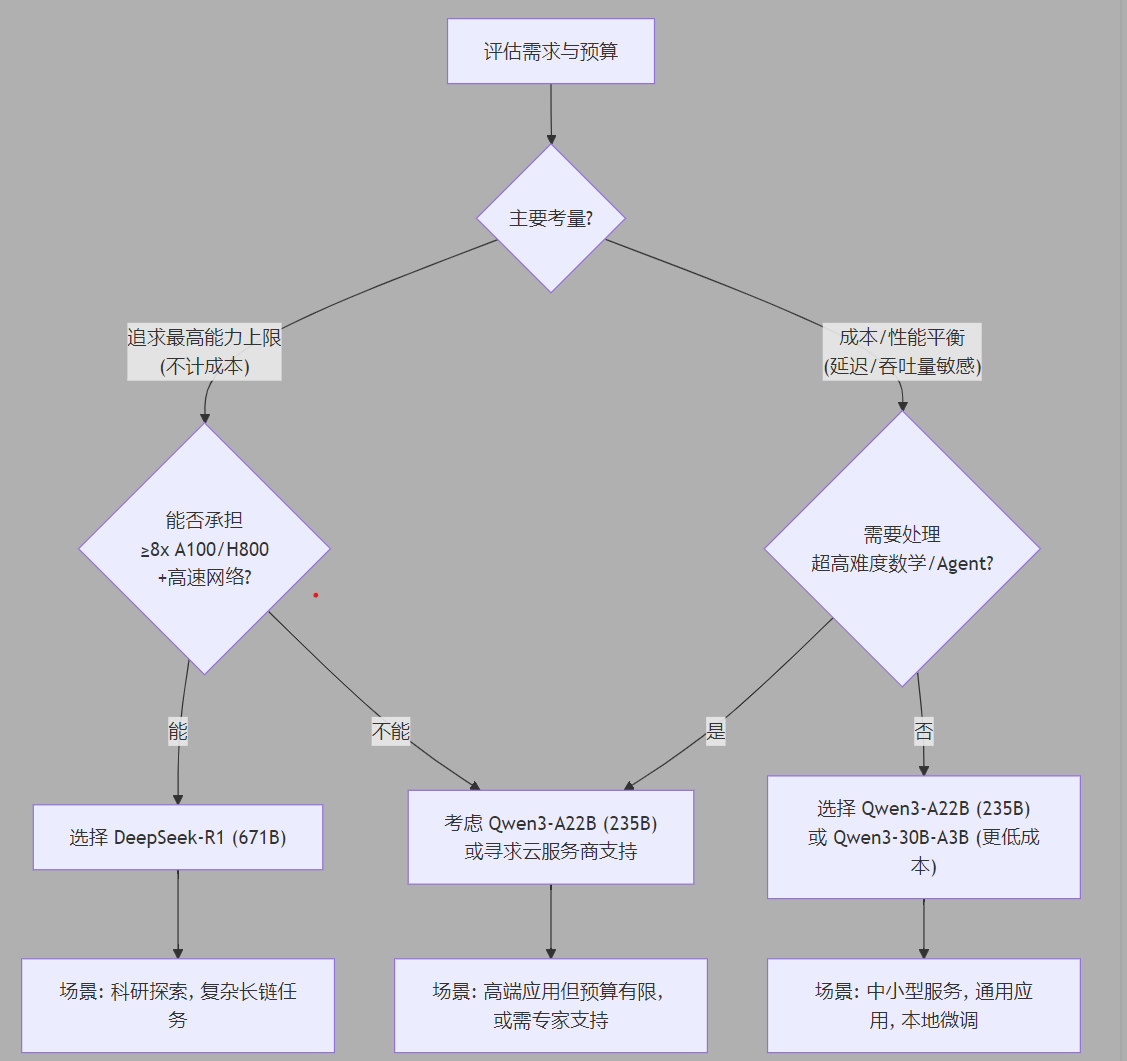 评估需求与预算
主要考量?
追求最高能力上限
(不计成本)
成本/性能平衡
(延迟/吞吐量敏感)
能否承担
≥8x A100/H800
+高速网络?
需要处理
超高难度数学/Agent?
能
不能
是
否
选择 DeepSeek-R1 (671B)
考虑 Qwen3-A22B (235B)
或寻求云服务商支持
选择 Qwen3-A22B (235B)
或 Qwen3-30B-A3B (更低成
本)
场景: 科研探索, 复杂长链任
务
场景: 高端应用但预算有限,
或需专家支持
场景: 中小型服务, 通用应
用, 本地微调